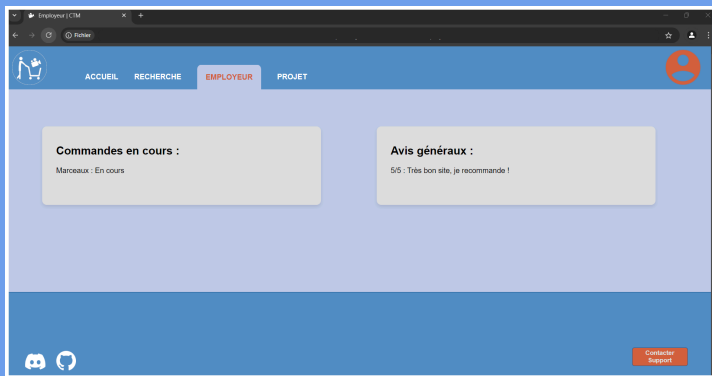 Employeur | CTM
Fichier
ACCUEIL
RECHERCHE
EMPLOYEUR
PROJET
Commandes en cours :
Marceaux : En cours
Avis généraux :
5/5 : Très bon site, je recommande !
Contacter
Support